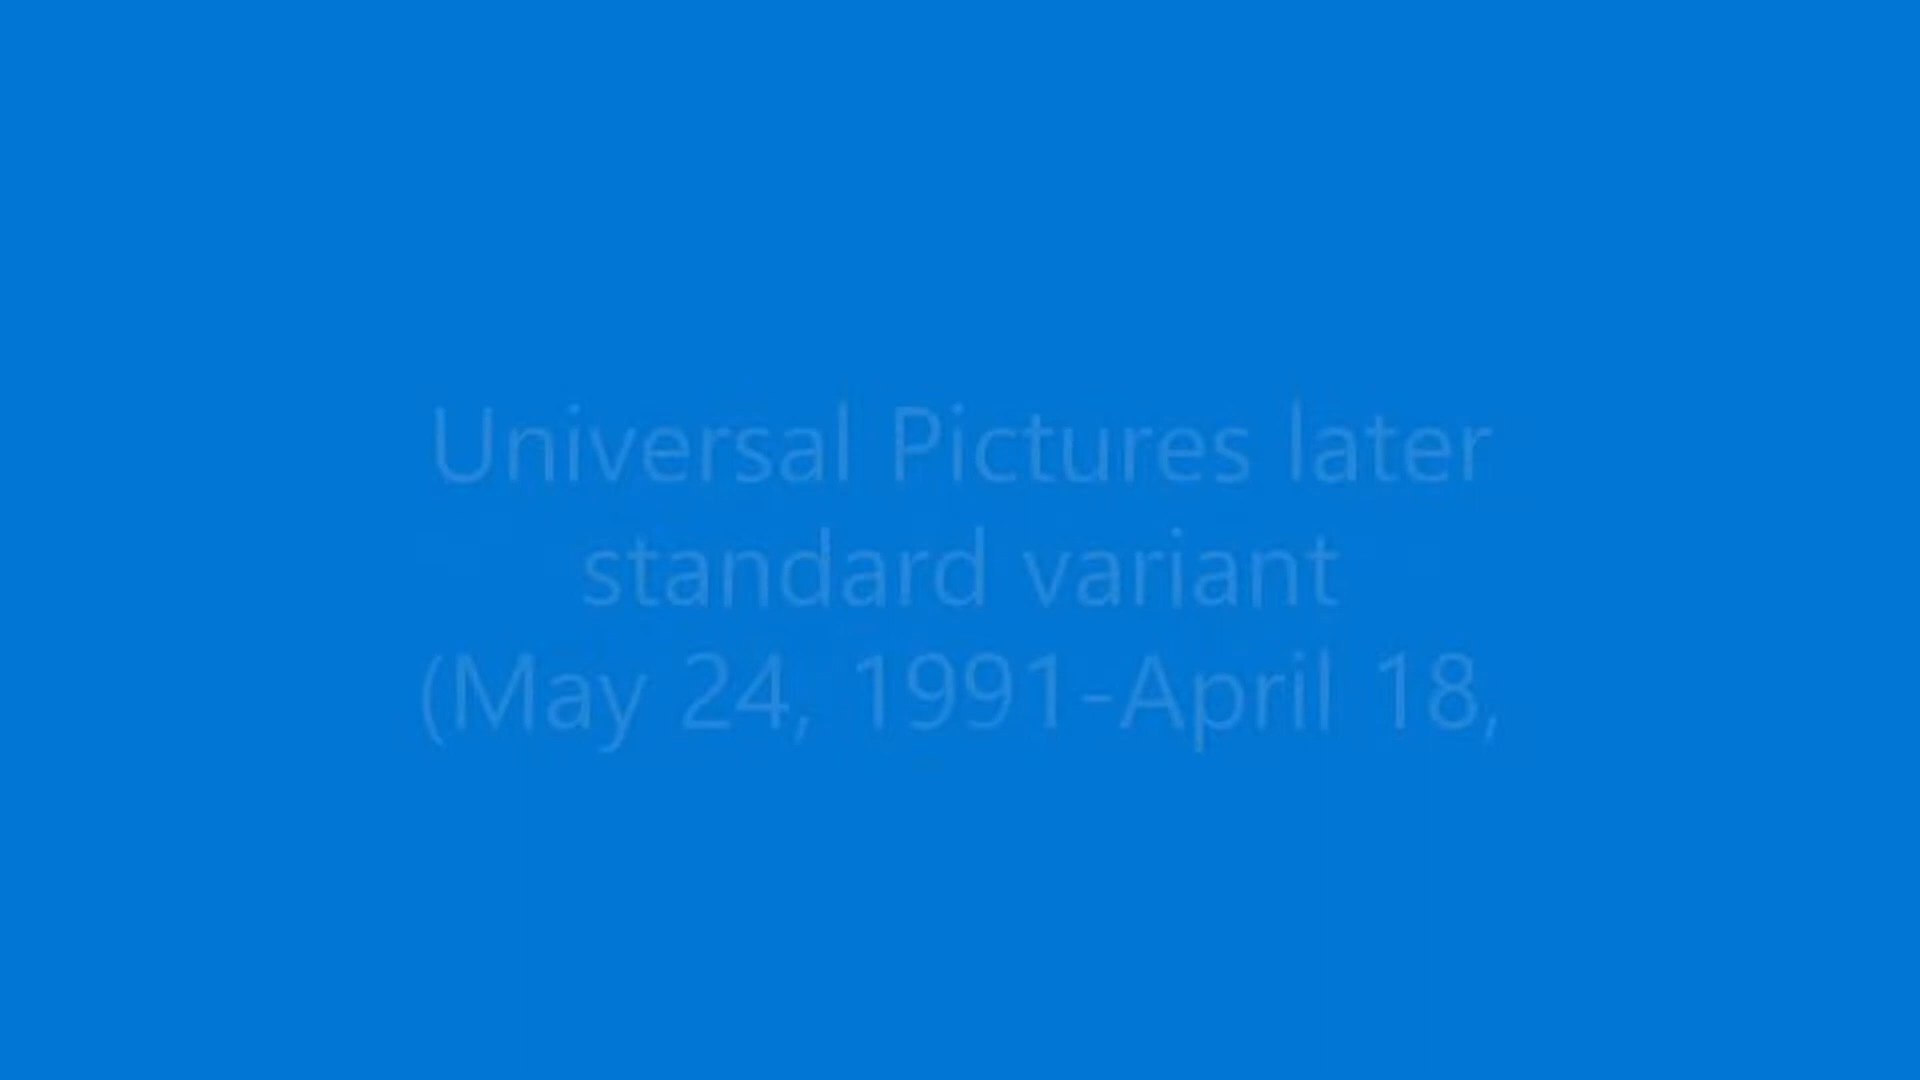 Universal Pictures later
standard variant
(May 24, 1991-April 18,